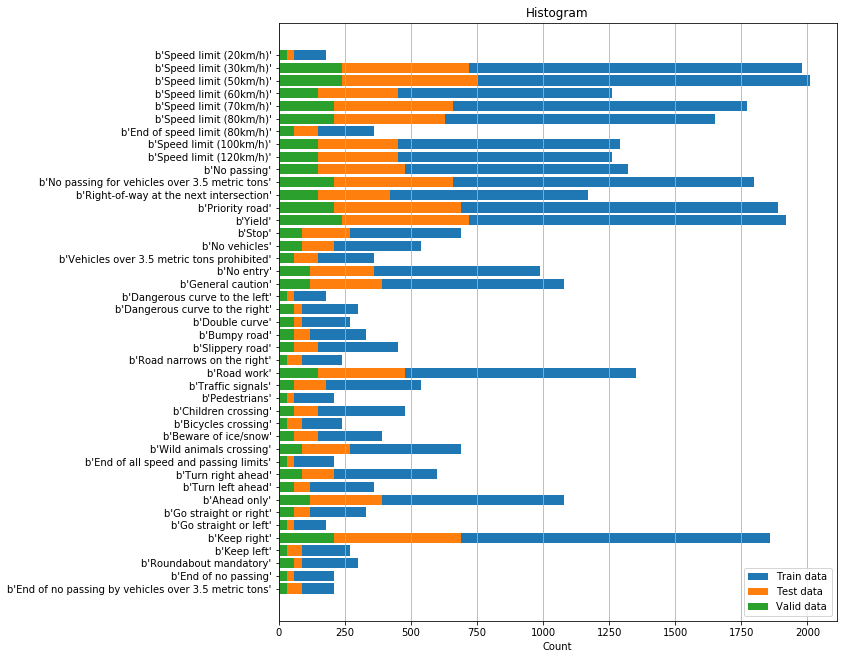 Histogram
b'Speed limit (20km/h)'
b'Speed limit (30km/h)'
b'Speed limit (50km/h)'
b'Speed limit (60km/h)'
b'Speed limit (70km/h)'
b'Speed limit (80km/h)'
b'End of speed limit (80km/h)'
b'Speed limit (100km/h)'
b'Speed limit (120km/h)'
b'No passing'
b'No passing for vehicles over 3.5 metric tons'
b'Right-of-way at the next intersection'
b'Priority road'
b'Yield'
b'Stop'
b'No vehicles'
b'Vehicles over 3.5 metric tons prohibited'
b'No entry'
b'General caution'
b'Dangerous curve to the left'
b'Dangerous curve to the right'
b'Double curve'
b'Bumpy road'
b'Slippery road'
b'Road narrows on the right'
b'Road work'
b'Traffic signals'
b'Pedestrians'
b'Children crossing'
b'Bicycles crossing'
b'Beware of ice/snow'
b'Wild animals crossing'
b'End of all speed and passing limits'
b'Turn right ahead'
b'Turn left ahead'
b'Ahead only'
b'Go straight or right'
b'Go straight or left'
b'Keep right'
b'Keep left'
b'Roundabout mandatory'
b'End of no passing'
b'End of no passing by vehicles over 3.5 metric tons'
Train data
Test data
Valid data
0 250 500 750 1000 1250 1500 1750 2000
Count